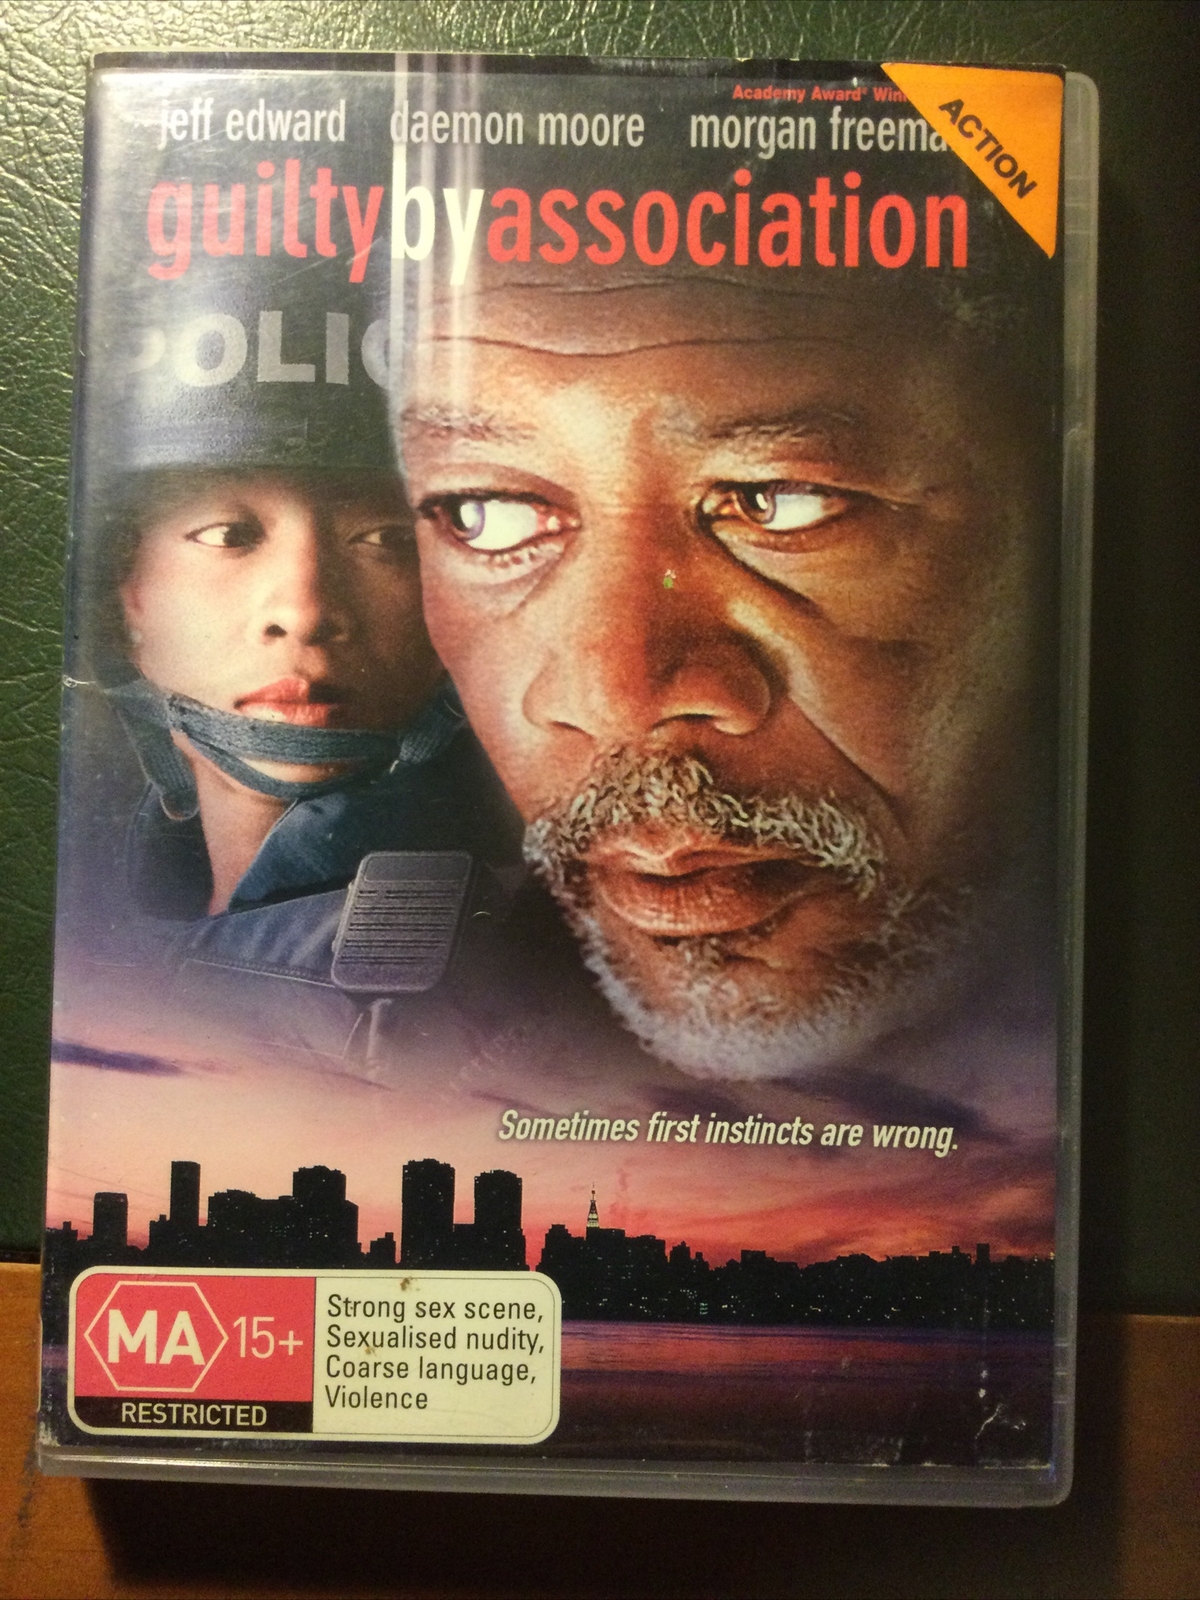 Academy Award®
jeff edward daemon moore morgan
ACTION
guiltybyassociation
POLIC
Sometimes first instincts are wrong.
MA 15+
RESTRICTED
Strong sex scene,
Sexualised nudity,
Coarse language,
Violence